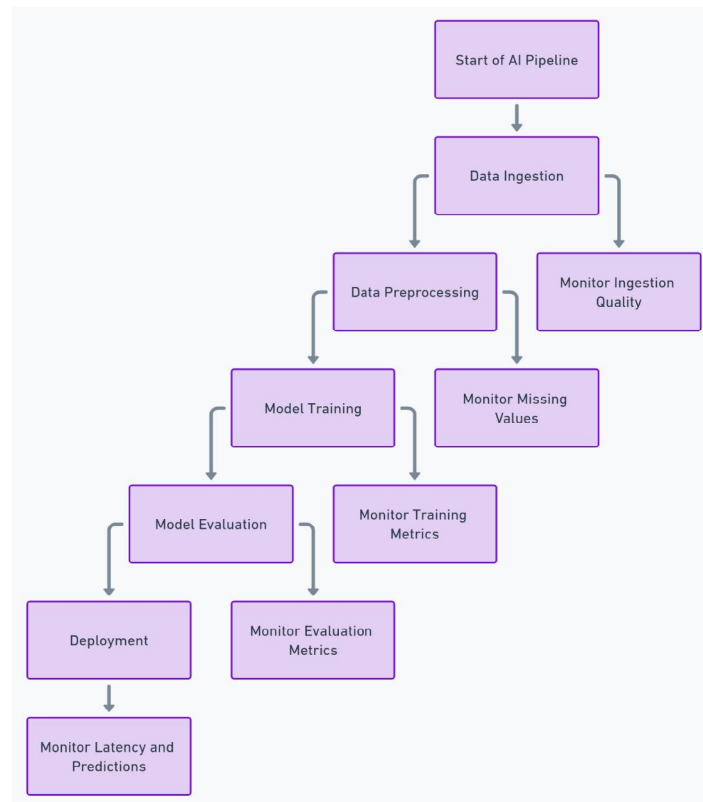 Start of AI Pipeline
Data Ingestion
Data Preprocessing
Monitor Ingestion
Quality
Model Training
Monitor Missing
Values
Model Evaluation
Monitor Training
Metrics
Deployment
Monitor Evaluation
Metrics
Monitor Latency and
Predictions